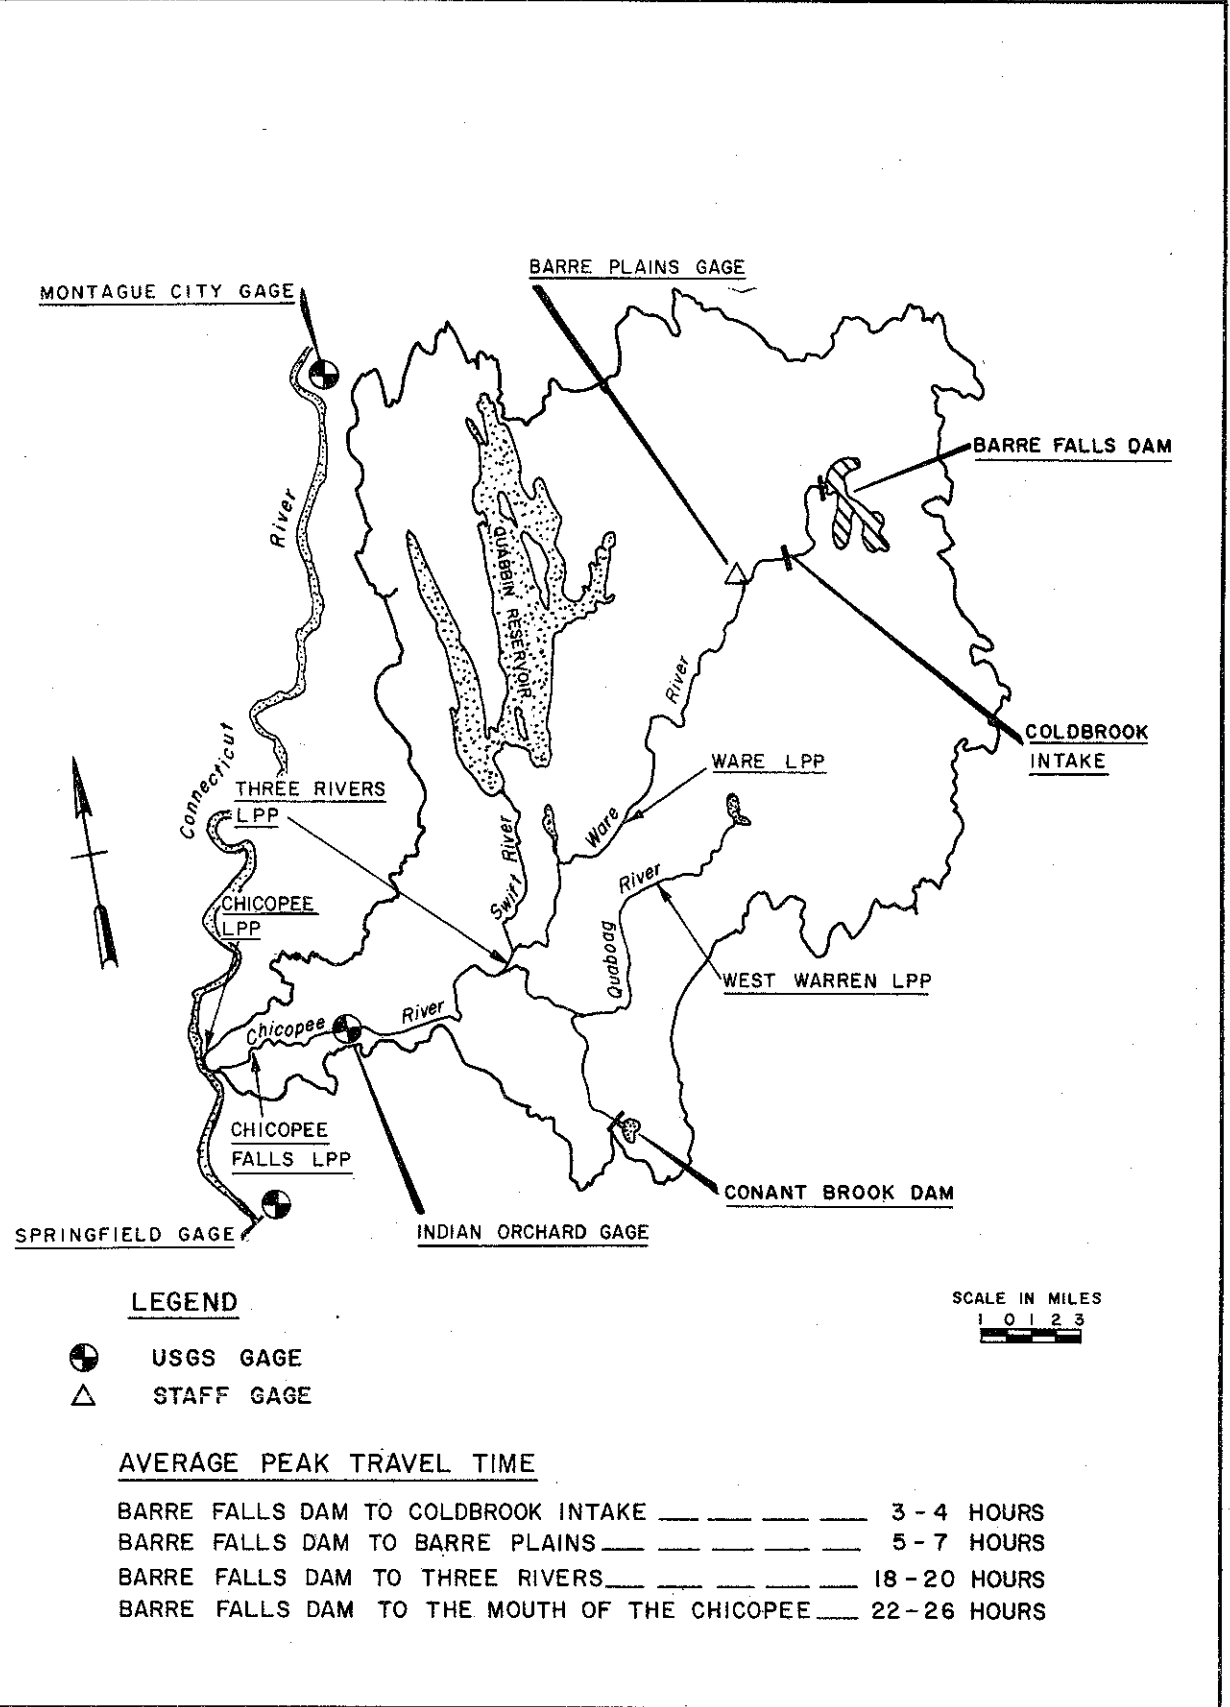 BARRE PLAINS GAGE
MONTAGUE CITY GAGE
BARRE FALLS DAM
River
QUABBIN RESERVOIR
River
COLDBROOK
INTAKE
Connecticut
WARE LPP
THREE RIVERS
LPP
Ware
Swift River
River
CHICOPEE
LPP
Quaboag
WEST WARREN LPP
Chicopee
River
CHICOPEE
FALLS LPP
CONANT BROOK DAM
SPRINGFIELD GAGE
INDIAN ORCHARD GAGE
LEGEND
SCALE IN MILES
1 0 1 2 3
USGS GAGE
STAFF GAGE
AVERAGE PEAK TRAVEL TIME
BARRE FALLS DAM TO COLDBROOK INTAKE 3-4 HOURS
BARRE FALLS DAM TO BARRE PLAINS 5-7 HOURS
BARRE FALLS DAM TO THREE RIVERS 18-20 HOURS
BARRE FALLS DAM TO THE MOUTH OF THE CHICOPEE 22-26 HOURS